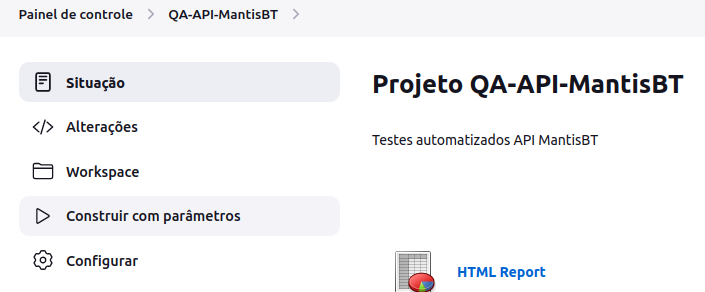 Painel de controle > QA-API-MantisBT >
Situação
Alterações
Workspace
Construir com parâmetros
Configurar
Projeto QA-API-MantisBT
Testes automatizados API MantisBT
HTML Report